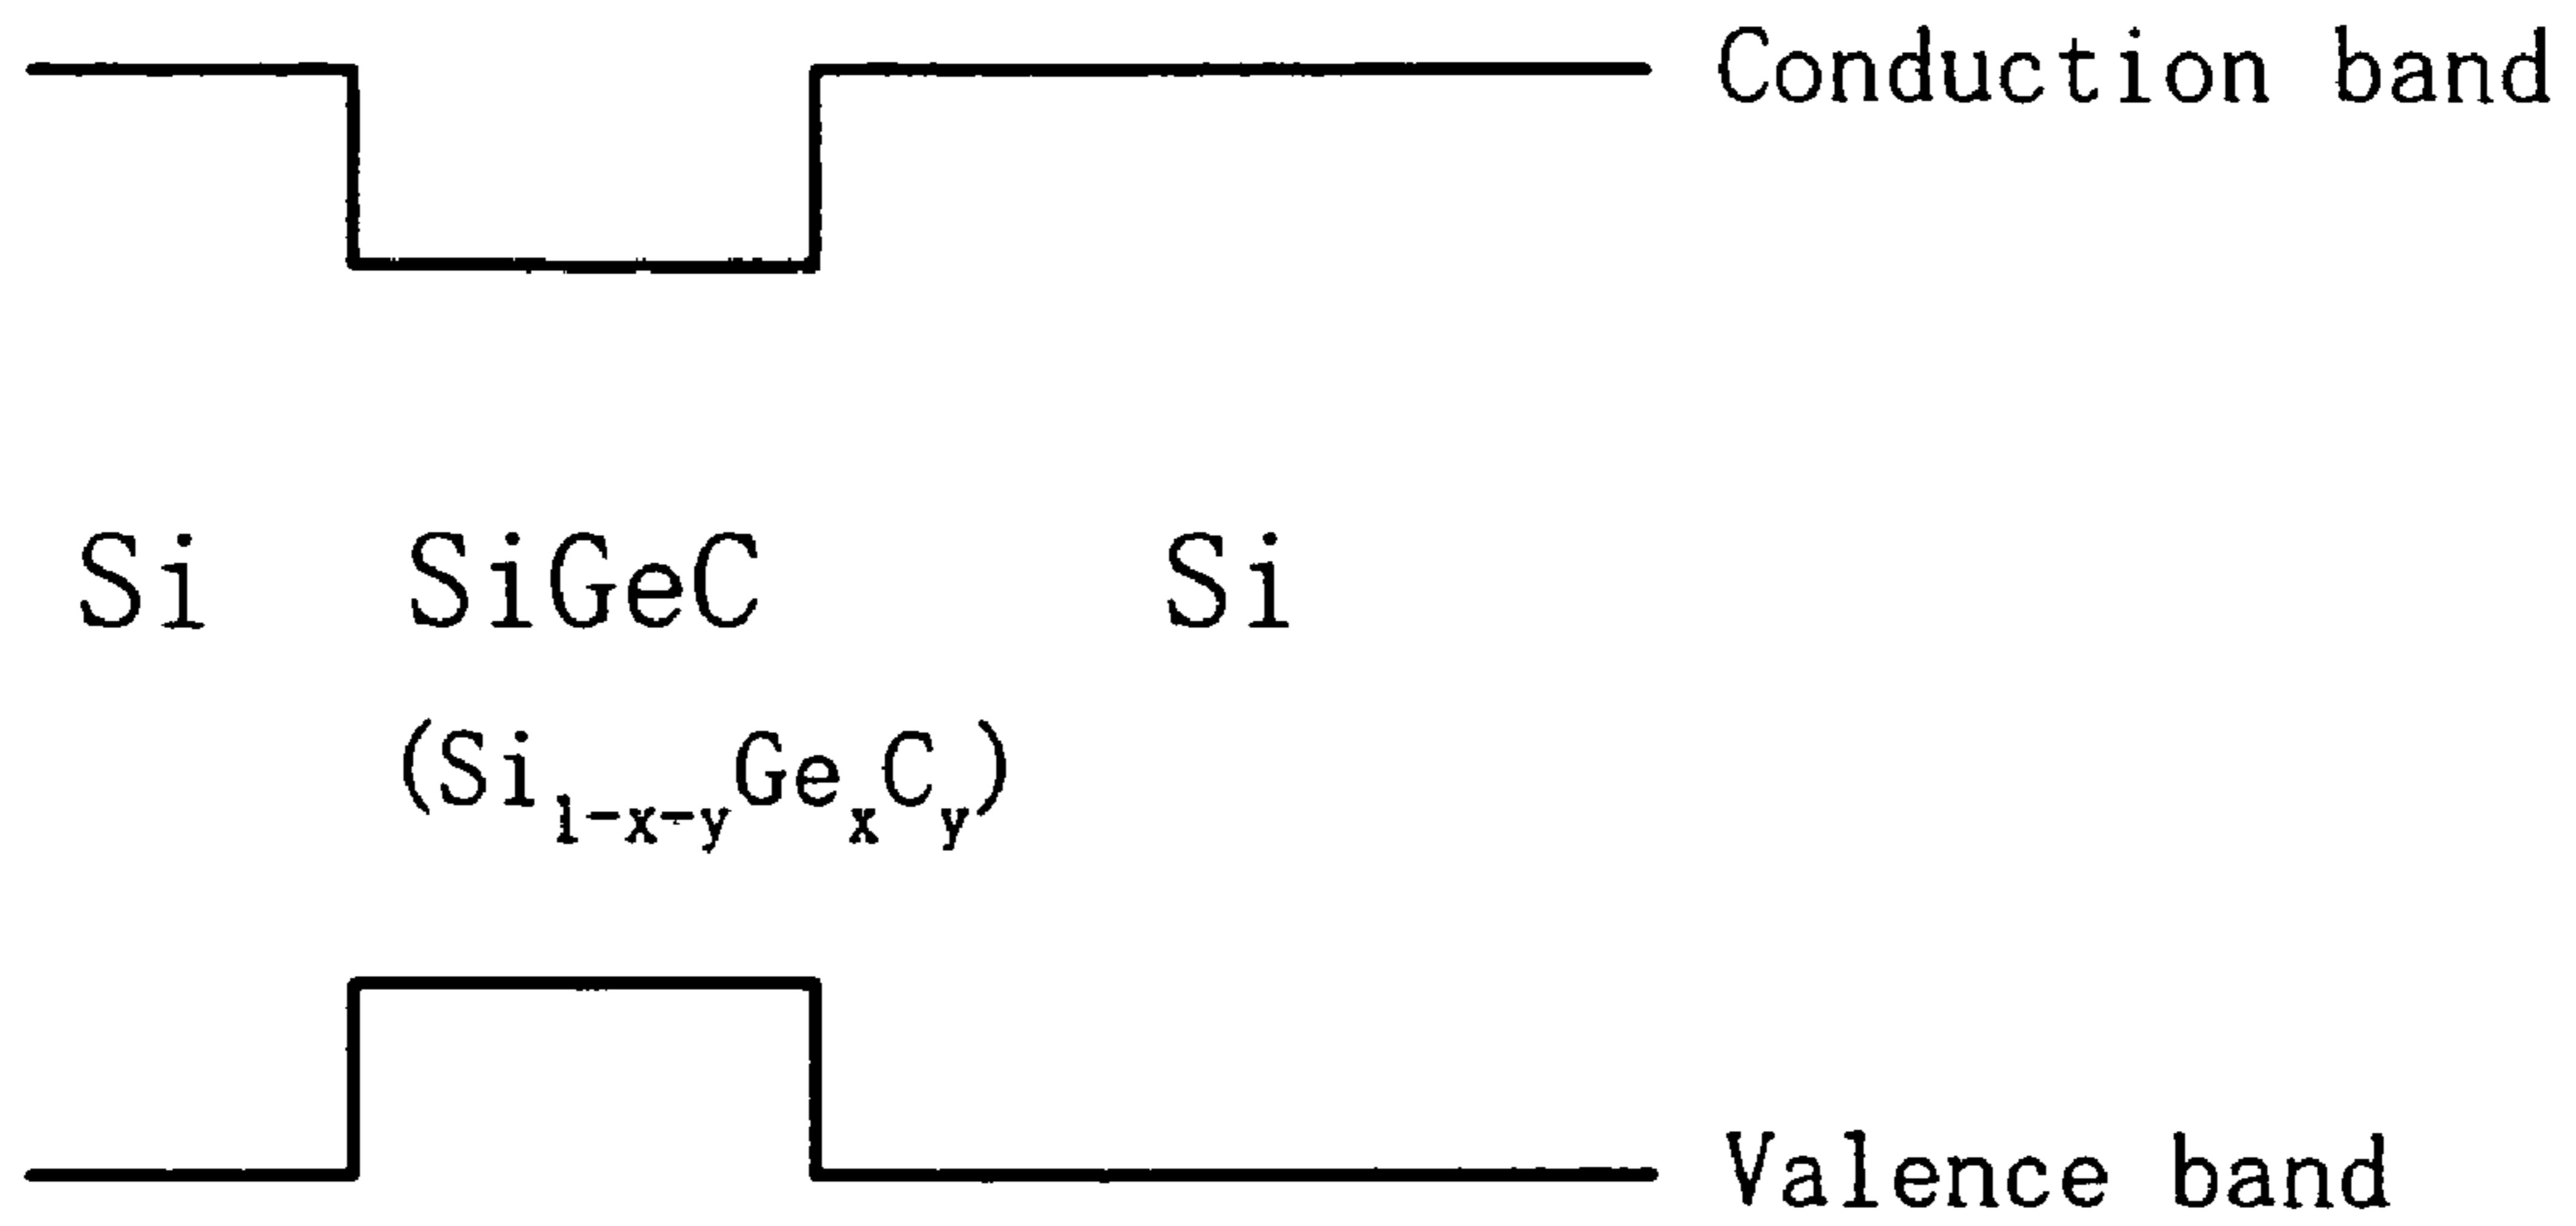 Conduction band
Si SiGeC Si
(Si1-x-yGexCy)
Valence band